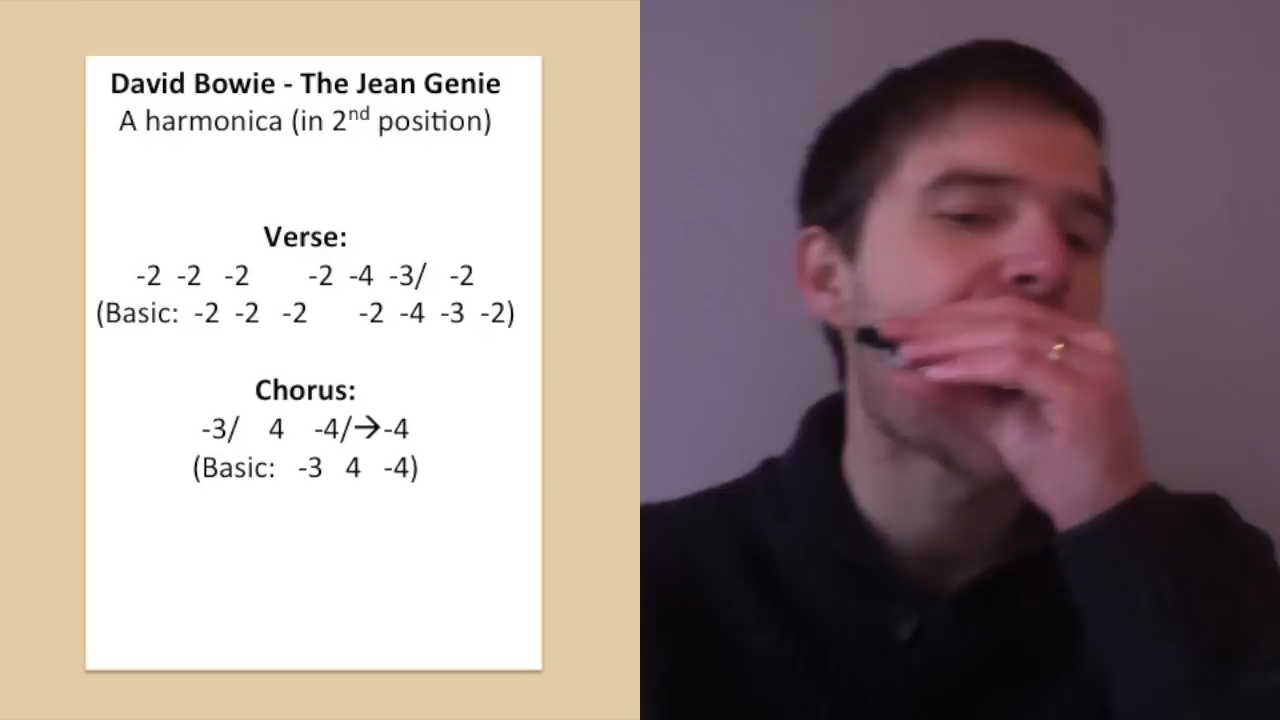 David Bowie - The Jean Genie
A harmonica (in 2nd position)
Verse:
-2 -2 -2 -2 -4 -3/ -2
(Basic: -2 -2 -2 -2 -4 -3 -2)
Chorus:
-3/ 4 -4/→-4
(Basic: -3 4 -4)